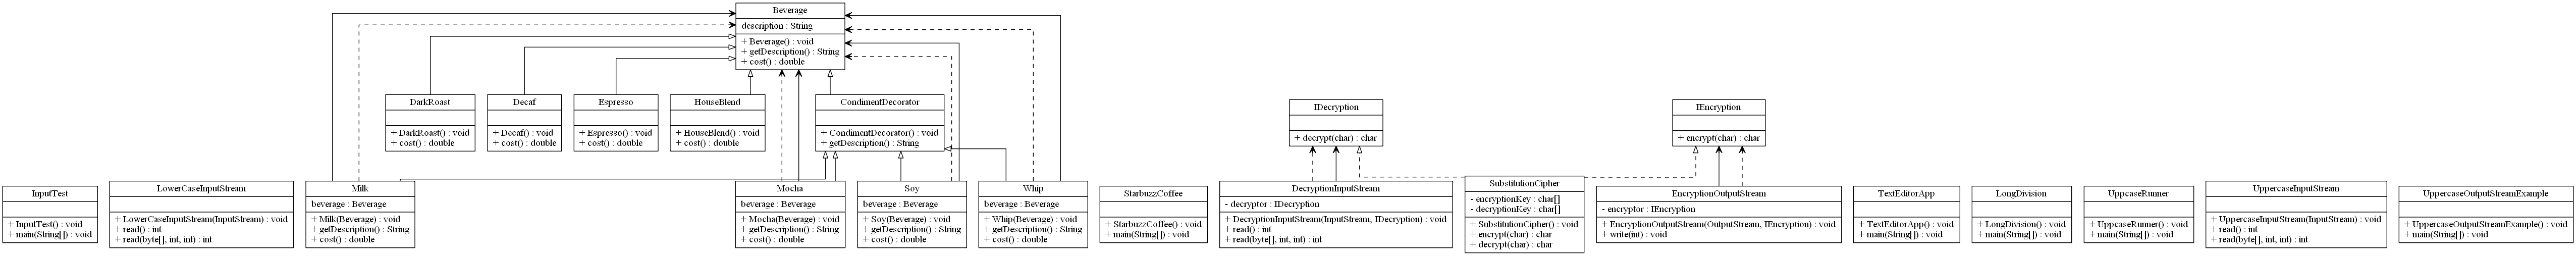 Beverage
description : String
+ Beverage() : void
+ getDescription() : String
+ cost() : double
DarkRoast
+ DarkRoast() : void
+ cost() : double
Decaf
+ Decaf() : void
+ cost() : double
Espresso
+ Espresso() : void
+ cost() : double
HouseBlend
+ HouseBlend() : void
+ cost() : double
CondimentDecorator
+ CondimentDecorator() : void
+ getDescription() : String
IDecryption
+ decrypt(char) : char
IEncryption
+ encrypt(char) : char
InputTest
+ InputTest() : void
+ main(String[]) : void
LowerCaseInputStream
+ LowerCaseInputStream(InputStream) : void
+ read() : int
+ read(byte[], int, int) : int
Milk
beverage : Beverage
+ Milk(Beverage) : void
+ getDescription() : String
+ cost() : double
Mocha
beverage : Beverage
+ Mocha(Beverage) : void
+ getDescription() : String
+ cost() : double
Soy
beverage : Beverage
+ Soy(Beverage) : void
+ getDescription() : String
+ cost() : double
Whip
beverage : Beverage
+ Whip(Beverage) : void
+ getDescription() : String
+ cost() : double
StarbuzzCoffee
+ StarbuzzCoffee() : void
+ main(String[]) : void
DecryptionInputStream
- decryptor : IDecryption
+ DecryptionInputStream(InputStream, IDecryption) : void
+ read() : int
+ read(byte[], int, int) : int
SubstitutionCipher
- encryptionKey : char[]
- decryptionKey : char[]
+ SubstitutionCipher() : void
+ encrypt(char) : char
+ decrypt(char) : char
EncryptionOutputStream
- encryptor : IEncryption
+ EncryptionOutputStream(OutputStream, IEncryption) : void
+ write(int) : void
TextEditorApp
+ TextEditorApp() : void
+ main(String[]) : void
LongDivision
+ LongDivision() : void
+ main(String[]) : void
UppcaseRunner
+ UppcaseRunner() : void
+ main(String[]) : void
UppercaseInputStream
+ UppercaseInputStream(InputStream) : void
+ read() : int
+ read(byte[], int, int) : int
UppercaseOutputStreamExample
+ UppercaseOutputStreamExample() : void
+ main(String[]) : void